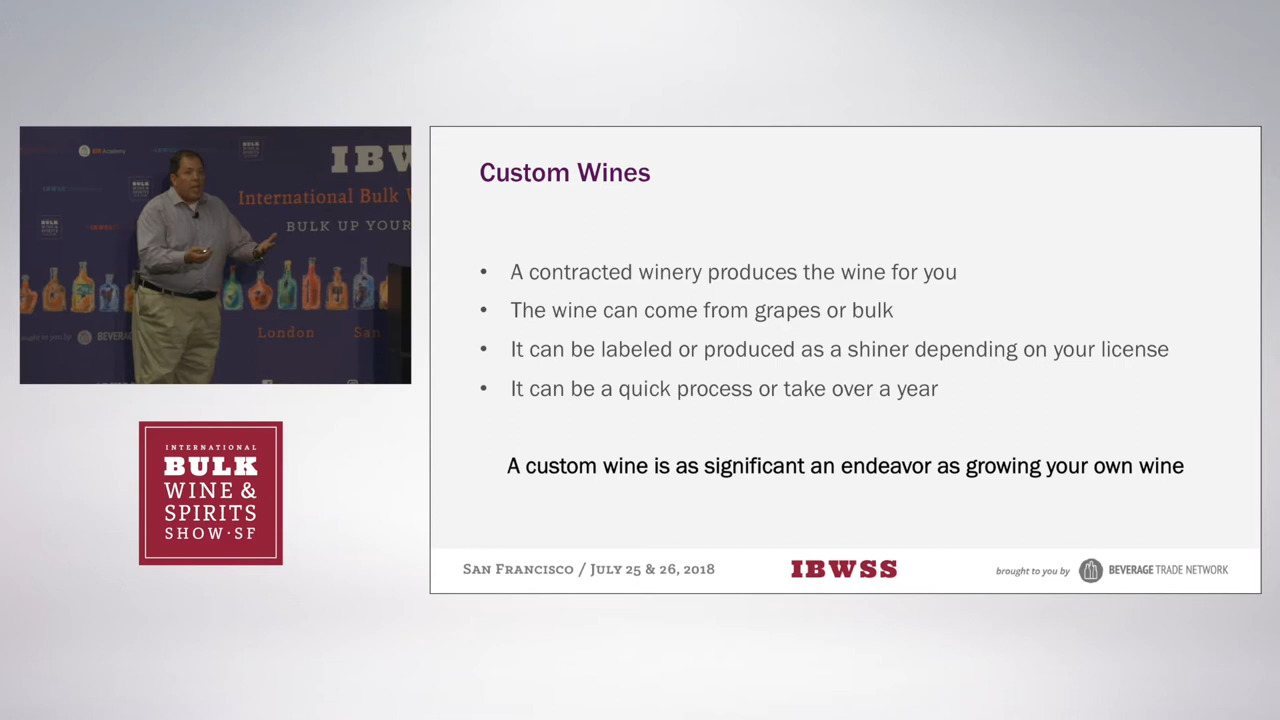 IBW
International Bulk W
BULK UP YOUR
London San
BEVERAG
INTERNATIONAL
BULK
WINE &
SPIRITS
SHOW·SF
Custom Wines
• A contracted winery produces the wine for you
• The wine can come from grapes or bulk
• It can be labeled or produced as a shiner depending on your license
• It can be a quick process or take over a year
A custom wine is as significant an endeavor as growing your own wine
SAN FRANCISCO / JULY 25 & 26, 2018
IBWSS
brought to you by BEVERAGE TRADE NETWORK